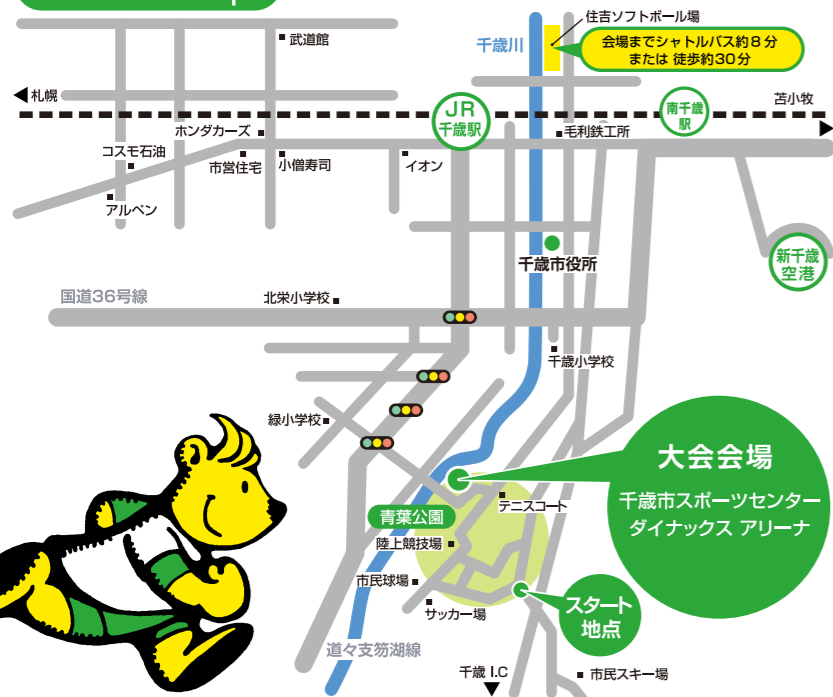 住吉ソフトボール場
武道館
千歳川
会場までシャトルバス約8分
または 徒歩約30分
札幌
苫小牧
JR
千歳駅
南千歳
駅
ホンダカーズ
毛利鉄工所
コスモ石油
市営住宅
小僧寿司
イオン
アルペン
千歳市役所
新千歳
空港
国道36号線
北栄小学校
千歳小学校
緑小学校
大会会場
千歳市スポーツセンター
ダイナックス アリーナ
テニスコート
青葉公園
陸上競技場
市民球場
サッカー場
スタート
地点
道々支笏湖線
千歳 I.C
市民スキー場